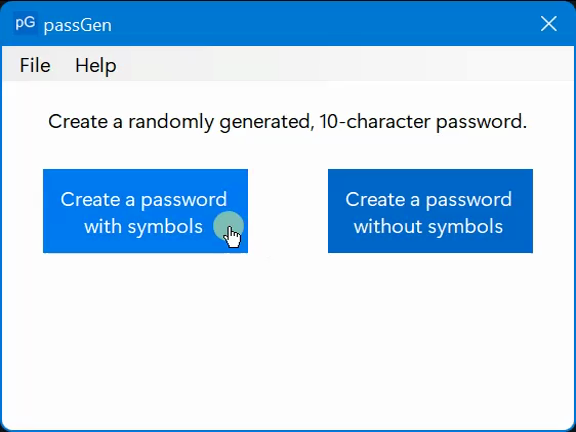 pG passGen
File Help
Create a randomly generated, 10-character password.
Create a password
with symbols
Create a password
without symbols